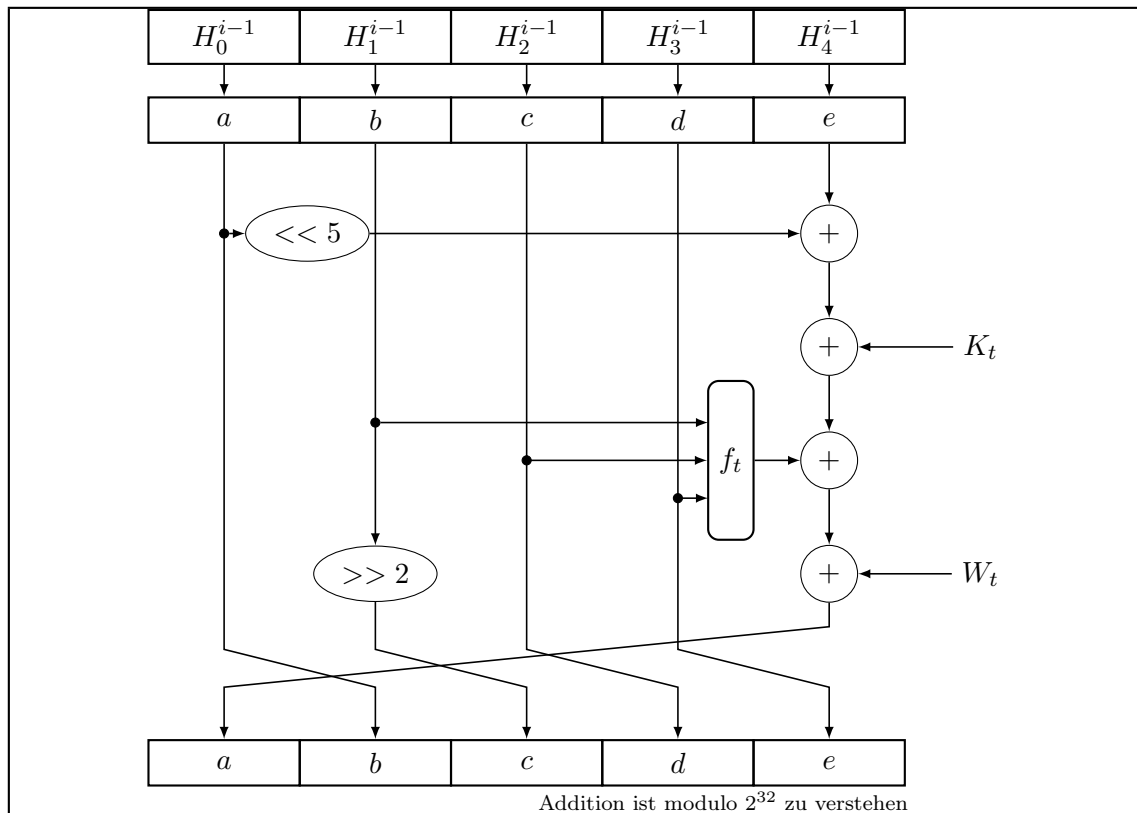 $H_0^{i-1}$ $H_1^{i-1}$ $H_2^{i-1}$ $H_3^{i-1}$ $H_4^{i-1}$
a b c d e
<< 5 +
+ $K_t$
$f_t$ +
>> 2 + $W_t$
a b c d e
Addition ist modulo $2^{32}$ zu verstehen